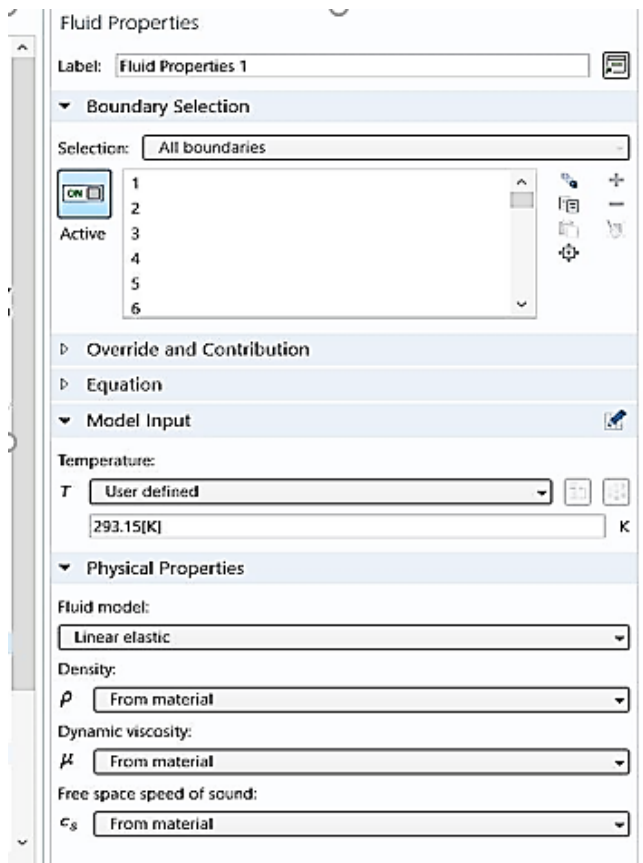 Fluid Properties
Label: Fluid Properties 1
Boundary Selection
Selection: All boundaries
ON
1
2
Active
3
4
5
6
Override and Contribution
Equation
Model Input
Temperature:
T User defined
293.15[K] K
Physical Properties
Fluid model:
Linear elastic
Density:
ρ From material
Dynamic viscosity:
μ From material
Free space speed of sound:
cs From material